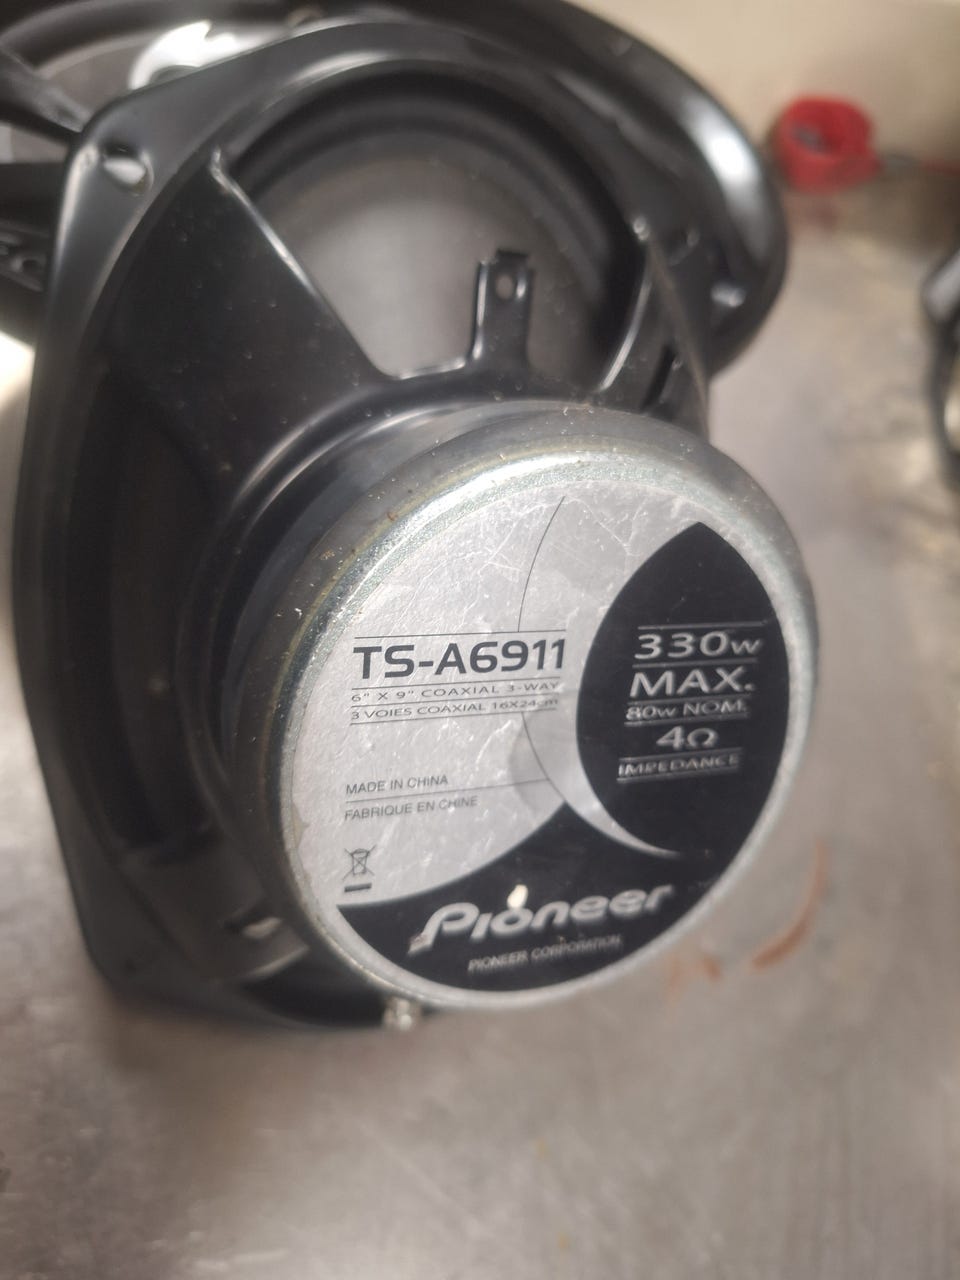 TS-A6911
6" X 9" COAXIAL 3-WAY
3 VOIES COAXIAL 16X24cm
MADE IN CHINA
FABRIQUE EN CHINE
330w
MAX.
80w NOM.
4Ω
IMPEDANCE
Pioneer
PIONEER CORPORATION